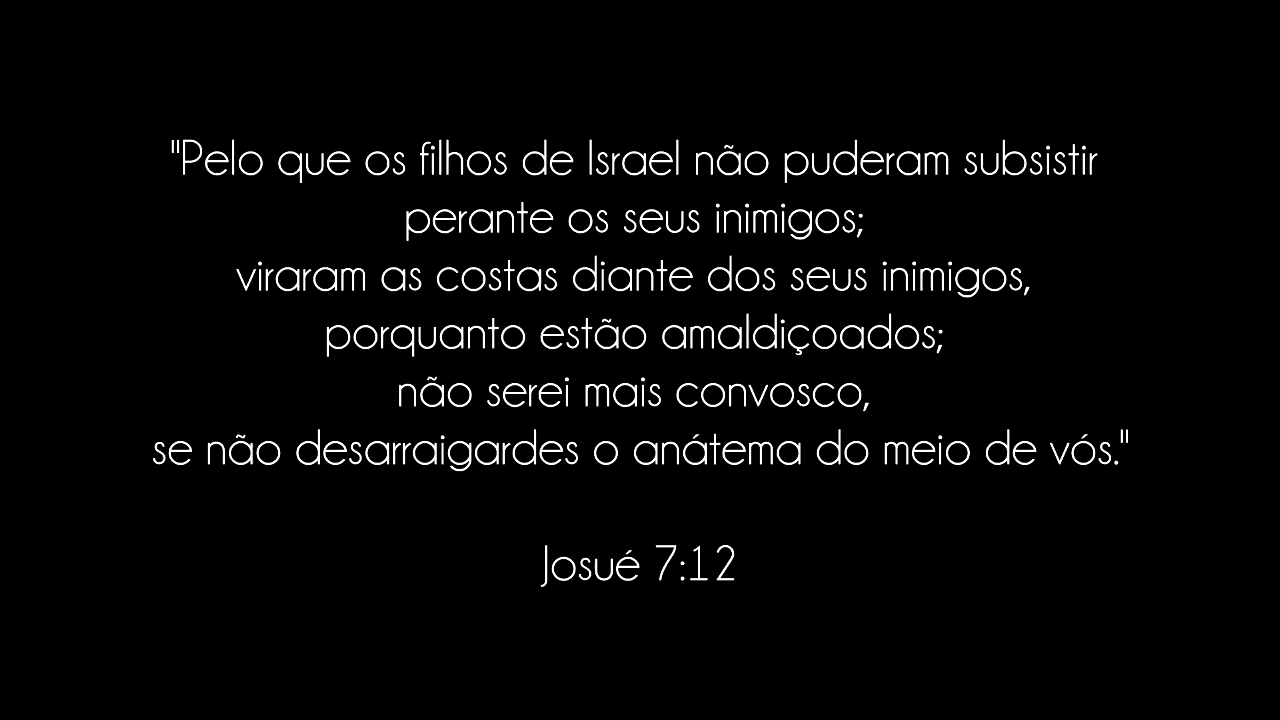 "Pelo que os filhos de Israel não puderam subsistir
perante os seus inimigos;
viraram as costas diante dos seus inimigos,
porquanto estão amaldiçoados;
não serei mais convosco,
se não desarraigardes o anátema do meio de vós."
Josué 7:12